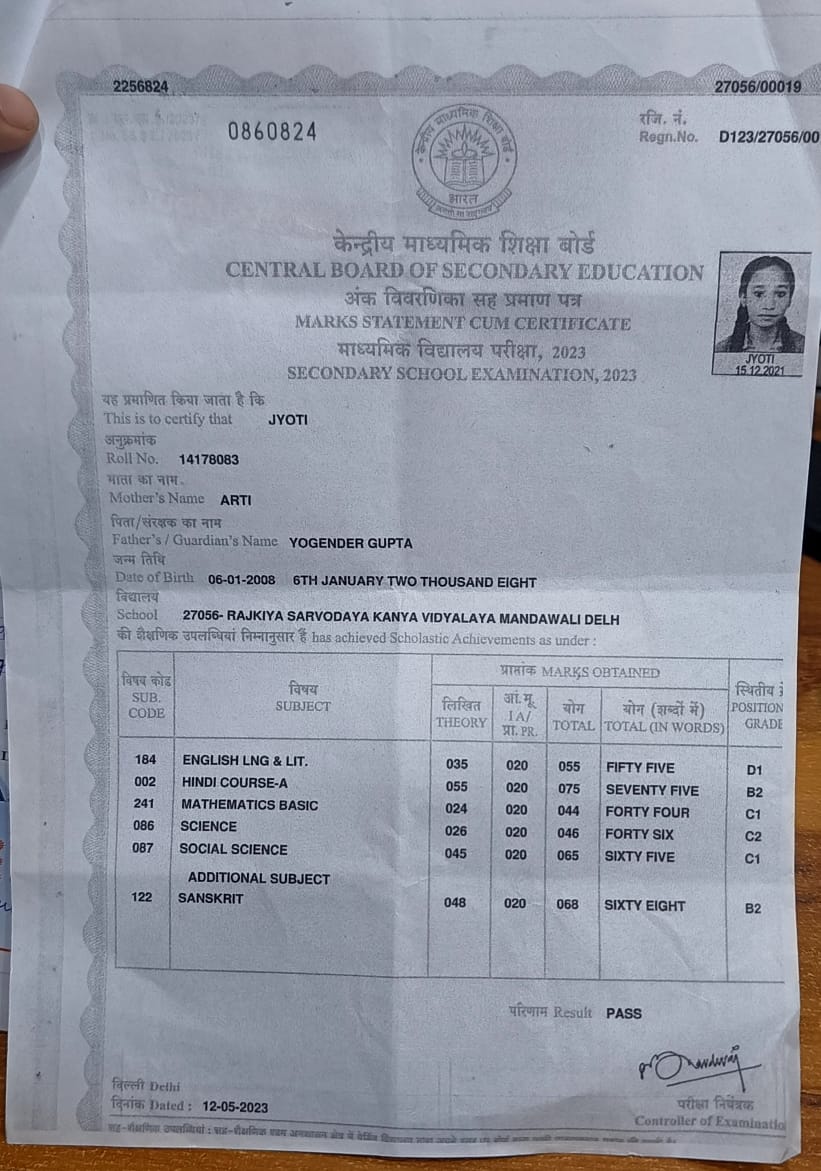 2256824 27056/00019
0860824
रजि. नं.
Regn.No. D123/27056/00
केन्द्रीय माध्यमिक शिक्षा बोर्ड
भारत
केन्द्रीय माध्यमिक शिक्षा बोर्ड
CENTRAL BOARD OF SECONDARY EDUCATION
अंक विवरणिका सह प्रमाण पत्र
MARKS STATEMENT CUM CERTIFICATE
माध्यमिक विद्यालय परीक्षा, 2023
SECONDARY SCHOOL EXAMINATION, 2023
JYOTI
15.12.2021
यह प्रमाणित किया जाता है कि
This is to certify that JYOTI
अनुक्रमांक
Roll No. 14178083
माता का नाम
Mother's Name ARTI
पिता/संरक्षक का नाम
Father's / Guardian's Name YOGENDER GUPTA
जन्म तिथि
Date of Birth 06-01-2008 6TH JANUARY TWO THOUSAND EIGHT
विद्यालय
School 27056- RAJKIYA SARVODAYA KANYA VIDYALAYA MANDAWALI DELH
की शैक्षणिक उपलब्धियां निम्नानुसार हैं has achieved Scholastic Achievements as under :
विषय कोड SUB. CODE
विषय SUBJECT
प्राप्तांक MARKS OBTAINED
लिखित THEORY
आं.मू. IA/ प्रा. PR.
योग TOTAL
योग (शब्दों में) TOTAL (IN WORDS)
स्थितीय POSITION GRADE
184 ENGLISH LNG & LIT. 035 020 055 FIFTY FIVE D1
002 HINDI COURSE-A 055 020 075 SEVENTY FIVE B2
241 MATHEMATICS BASIC 024 020 044 FORTY FOUR C1
086 SCIENCE 026 020 046 FORTY SIX C2
087 SOCIAL SCIENCE 045 020 065 SIXTY FIVE C1
ADDITIONAL SUBJECT
122 SANSKRIT 048 020 068 SIXTY EIGHT B2
परिणाम Result PASS
दिल्ली Delhi
दिनांक Dated : 12-05-2023
परीक्षा नियंत्रक
Controller of Examinatio